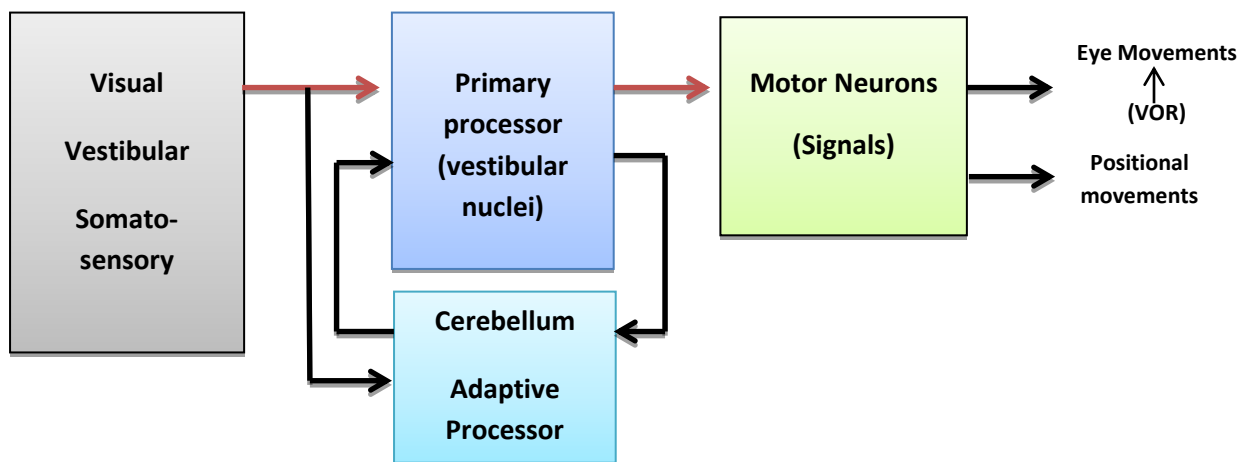 Visual
Vestibular
Somato-
sensory
Primary
processor
(vestibular
nuclei)
Cerebellum
Adaptive
Processor
Motor Neurons
(Signals)
Eye Movements
(VOR)
Positional
movements